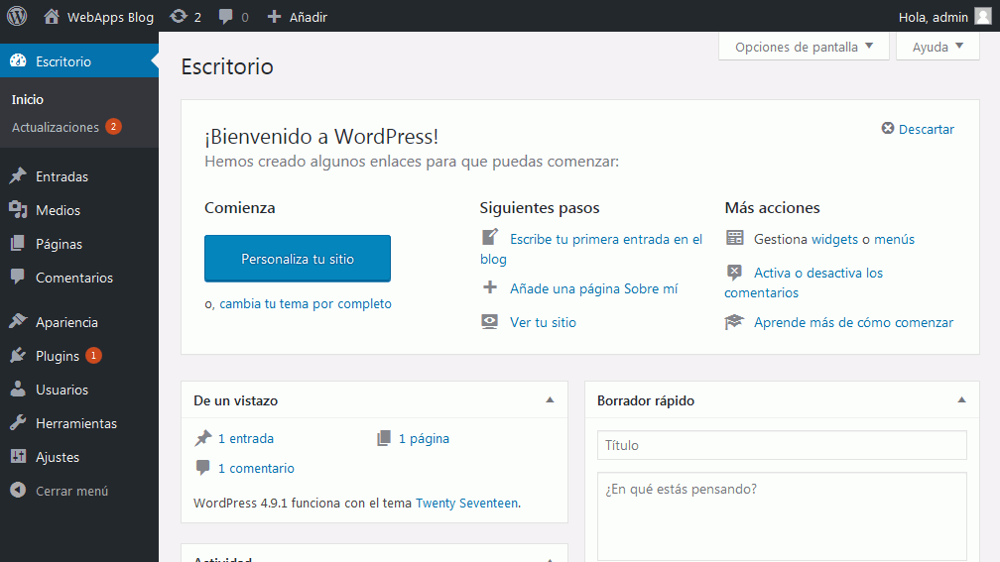 WebApps Blog 2 0 Añadir Hola, admin
Opciones de pantalla Ayuda
Escritorio
Inicio
Actualizaciones 2
Entradas
Medios
Páginas
Comentarios
Apariencia
Plugins 1
Usuarios
Herramientas
Ajustes
Cerrar menú
Escritorio
¡Bienvenido a WordPress!
Descartar
Hemos creado algunos enlaces para que puedas comenzar:
Comienza
Personaliza tu sitio
o, cambia tu tema por completo
Siguientes pasos
Escribe tu primera entrada en el
blog
Añade una página Sobre mí
Ver tu sitio
Más acciones
Gestiona widgets o menús
Activa o desactiva los
comentarios
Aprende más de cómo comenzar
De un vistazo
1 entrada 1 página
1 comentario
WordPress 4.9.1 funciona con el tema Twenty Seventeen.
Actividad
Borrador rápido
Título
¿En qué estás pensando?